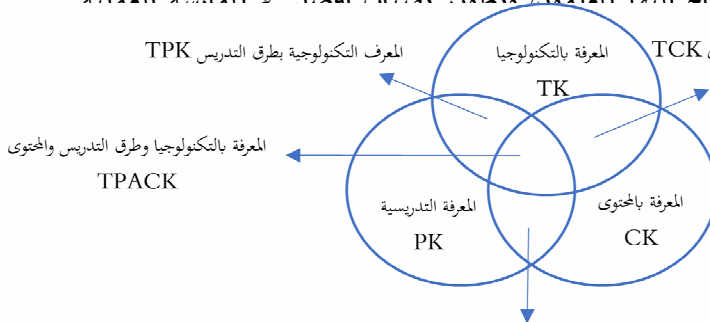 المعرفة بالتكنولوجيا
TK
المعرف التكنولوجية بطرق التدريس TPK
TCK
المعرفة بالتكنولوجيا وطرق التدريس والمحتوى
TPACK
المعرفة بالمحتوى
CK
المعرفة التدريسية
PK